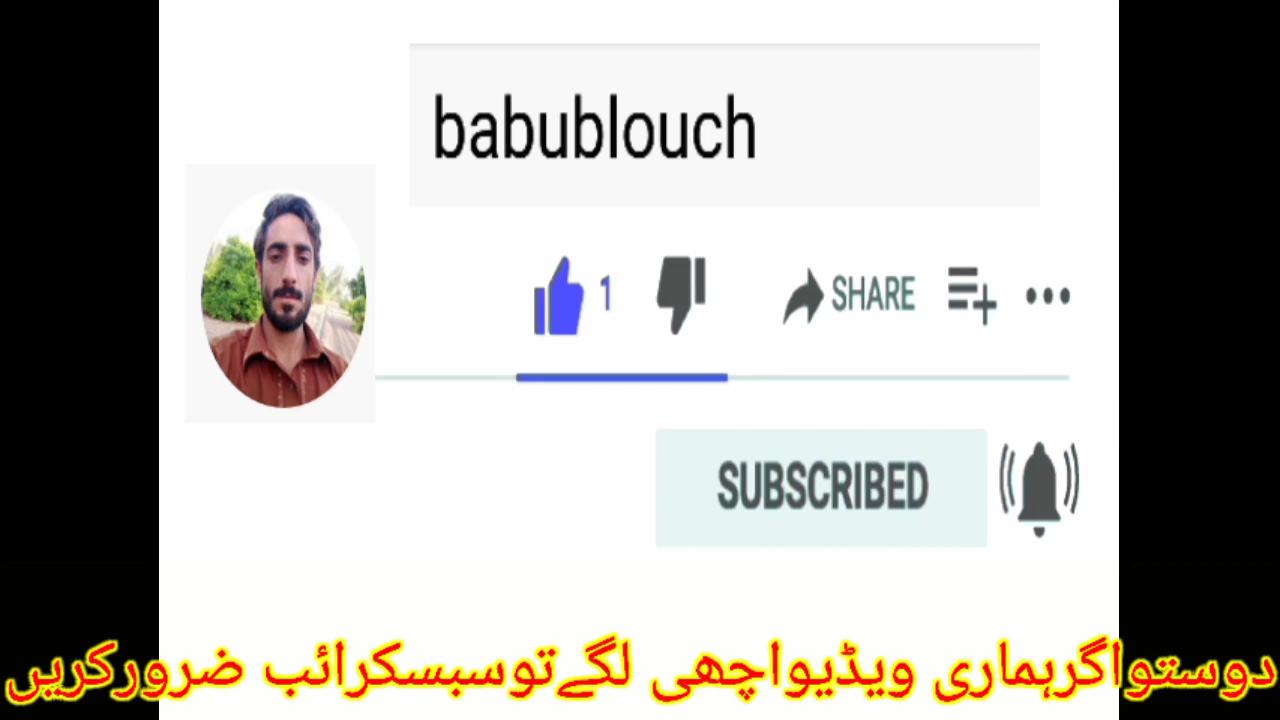 babublouch
1
SHARE
SUBSCRIBED
دوستواگرہماری ویڈیواچھی لگےتوسبسکرائب ضرورکریں